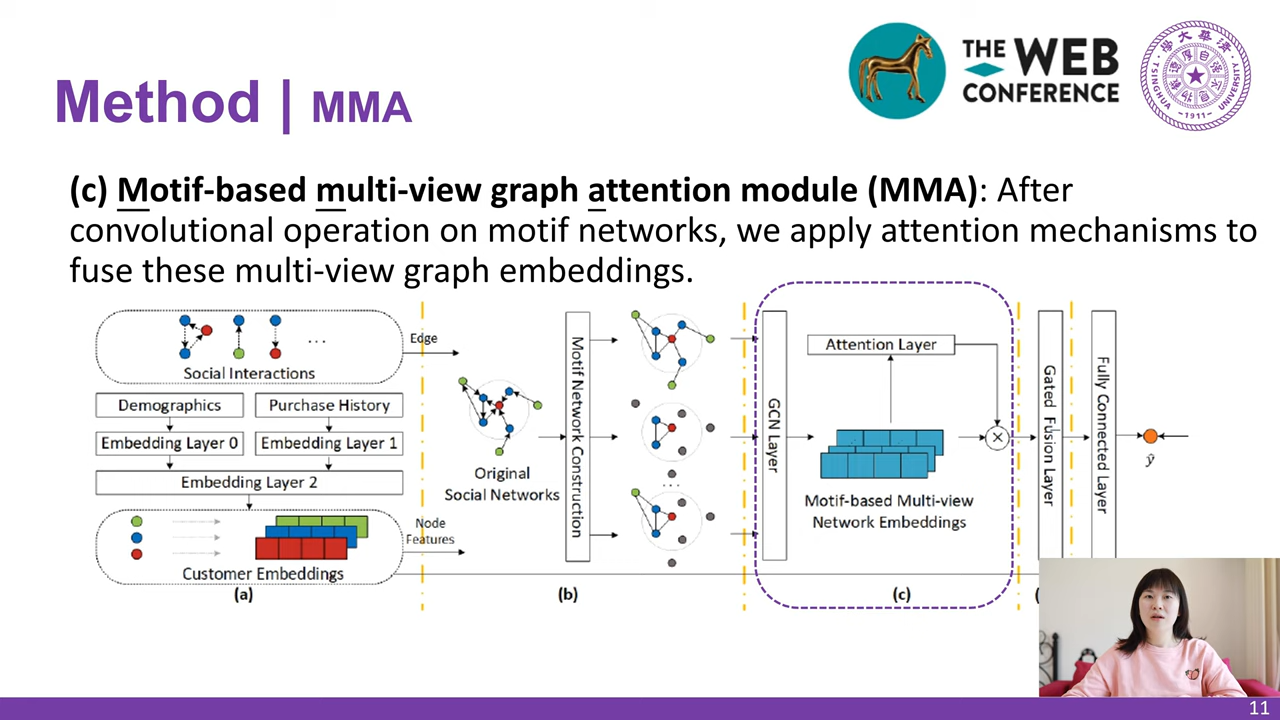 THE WEB
CONFERENCE
TSINGHUA UNIVERSITY
1911
Method | MMA
(c) Motif-based multi-view graph attention module (MMA): After
convolutional operation on motif networks, we apply attention mechanisms to
fuse these multi-view graph embeddings.
...
Social Interactions
Demographics
Purchase History
Embedding Layer 0
Embedding Layer 1
Embedding Layer 2
Customer Embeddings
(a)
Edge
Original
Social Networks
Node
Features
Motif Network Construction
...
(b)
GCN Layer
Attention Layer
Motif-based Multi-view
Network Embeddings
(c)
Gated Fusion Layer
Fully Connected Layer
ŷ
11